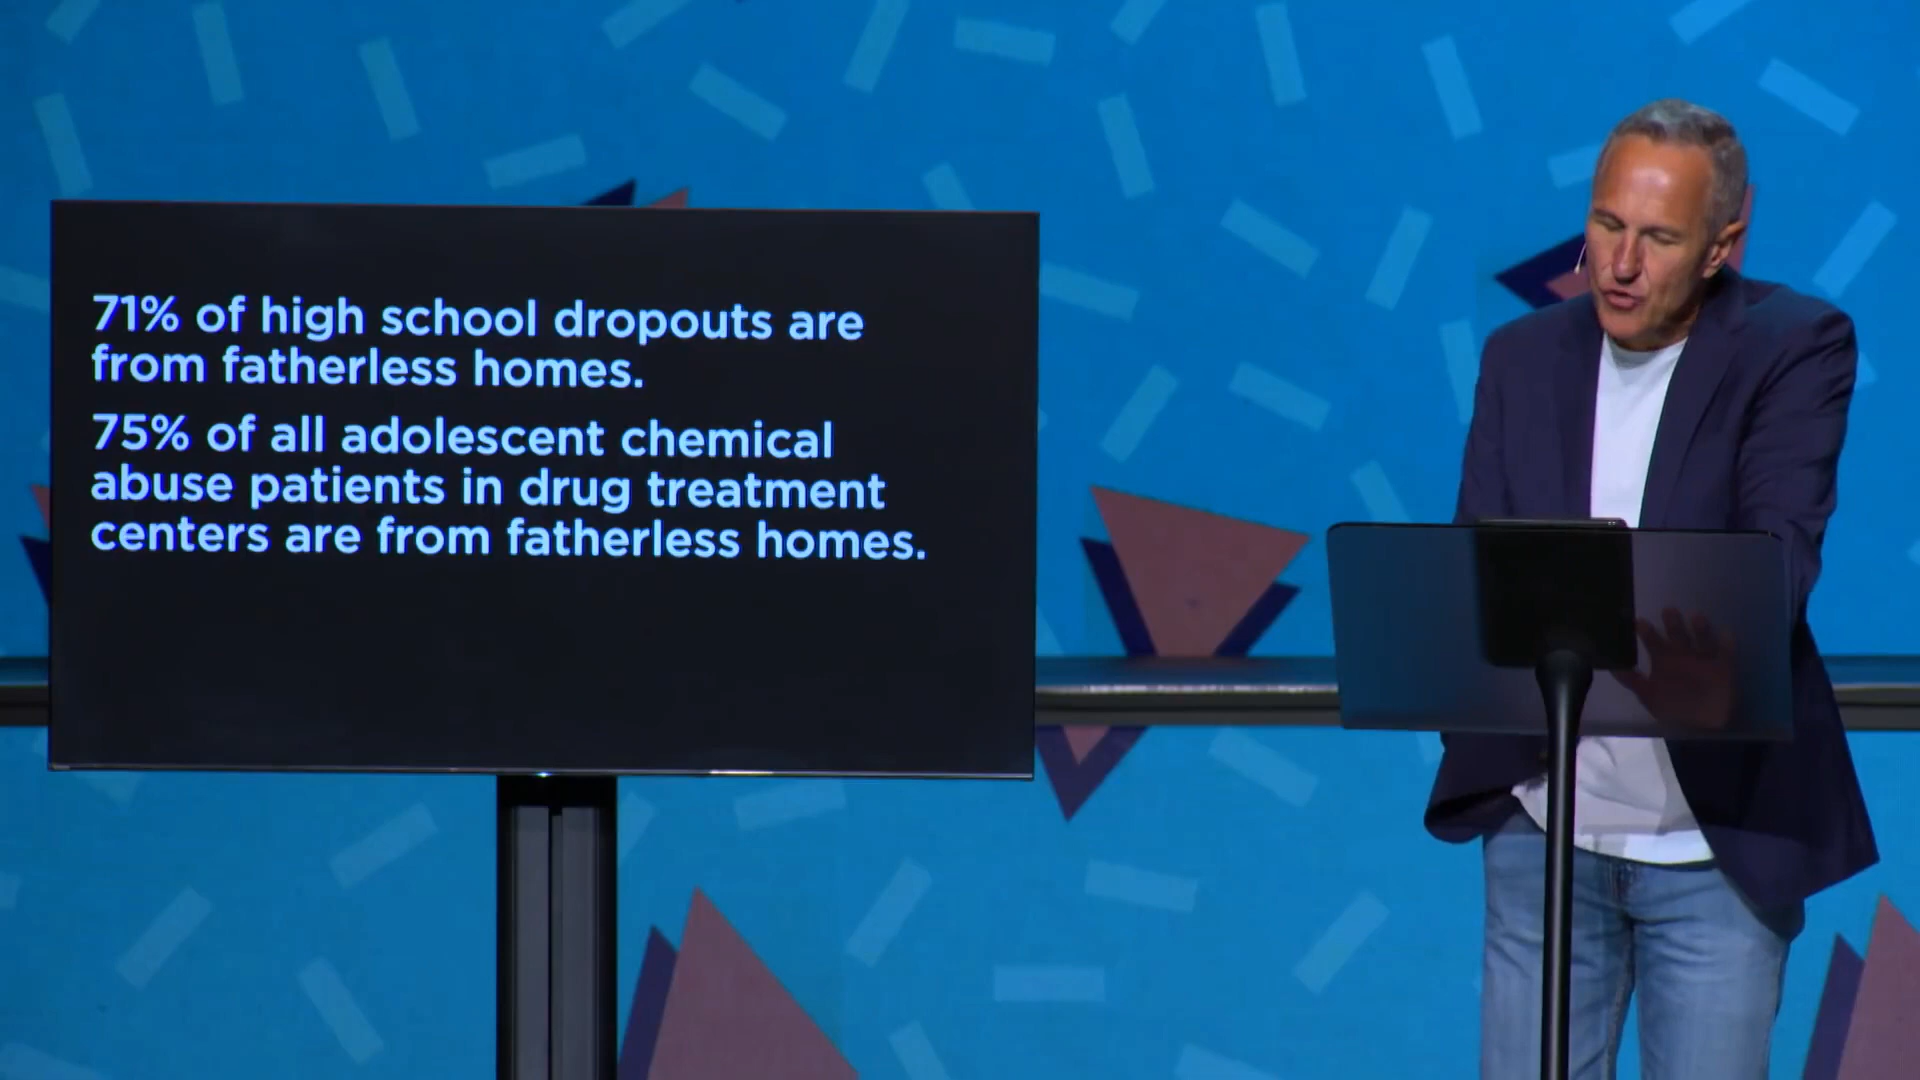 71% of high school dropouts are
from fatherless homes.
75% of all adolescent chemical
abuse patients in drug treatment
centers are from fatherless homes.